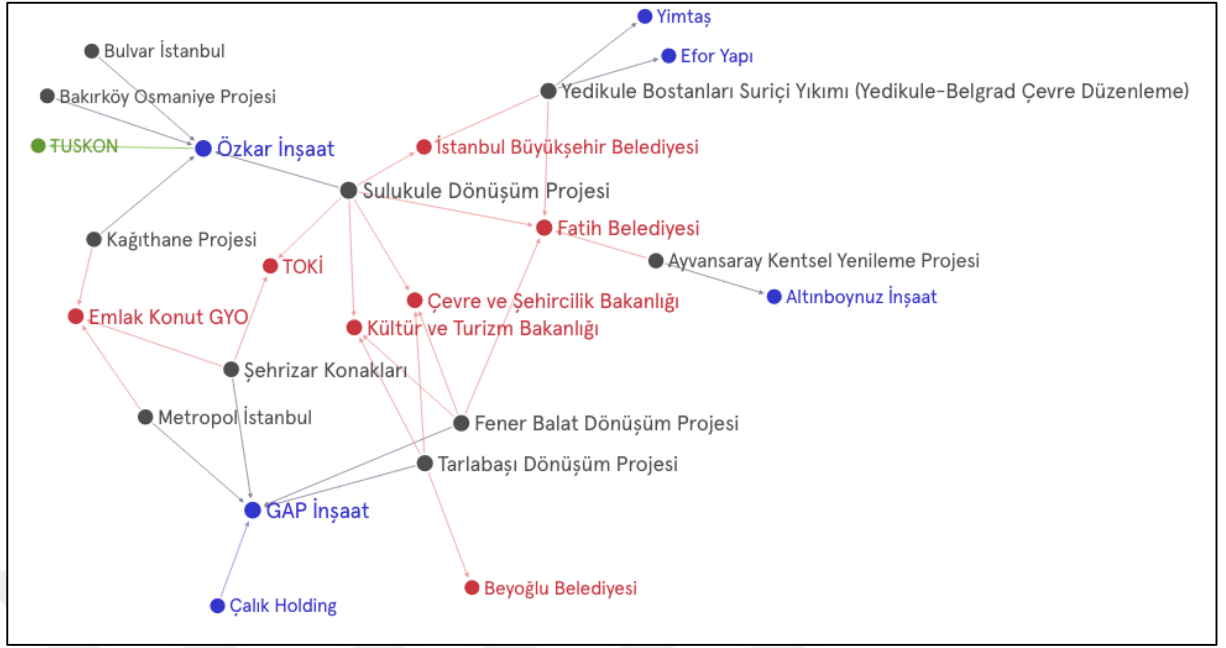 Yimtaş
Bulvar İstanbul
Efor Yapı
Bakırköy Osmaniye Projesi
Yedikule Bostanları Suriçi Yıkımı (Yedikule-Belgrad Çevre Düzenleme)
TUSKON
Özkar İnşaat
İstanbul Büyükşehir Belediyesi
Sulukule Dönüşüm Projesi
Fatih Belediyesi
Kağıthane Projesi
Ayvansaray Kentsel Yenileme Projesi
TOKİ
Altınboynuz İnşaat
Çevre ve Şehircilik Bakanlığı
Emlak Konut GYO
Kültür ve Turizm Bakanlığı
Şehrizar Konakları
Metropol İstanbul
Fener Balat Dönüşüm Projesi
Tarlabaşı Dönüşüm Projesi
GAP İnşaat
Beyoğlu Belediyesi
Çalık Holding